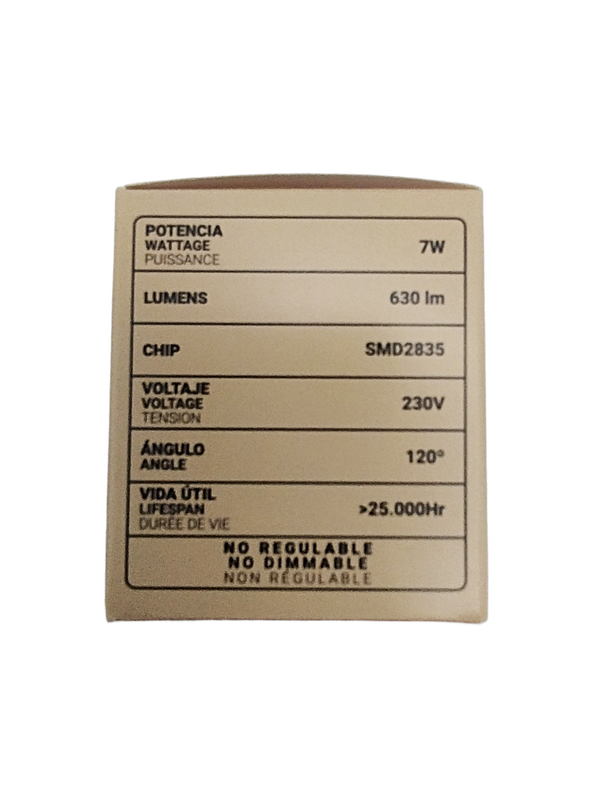 POTENCIA
WATTAGE
PUISSANCE
7W
LUMENS
630 lm
CHIP
SMD2835
VOLTAJE
VOLTAGE
TENSION
230V
ÁNGULO
ANGLE
120º
VIDA ÚTIL
LIFESPAN
DURÉE DE VIE
>25.000Hr
NO REGULABLE
NO DIMMABLE
NON RÉGULABLE